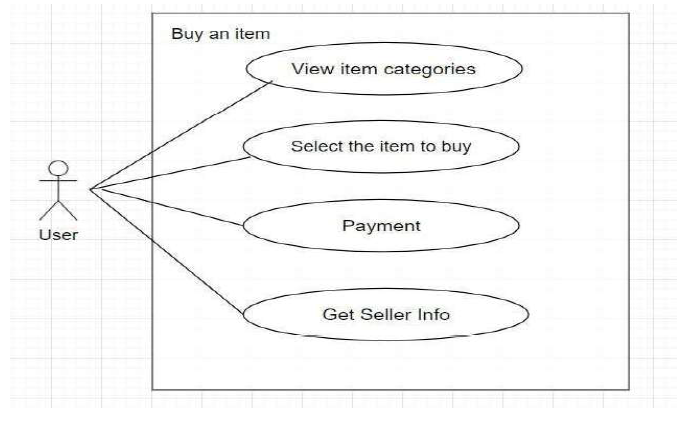 Buy an item
View item categories
Select the item to buy
Payment
User
Get Seller Info